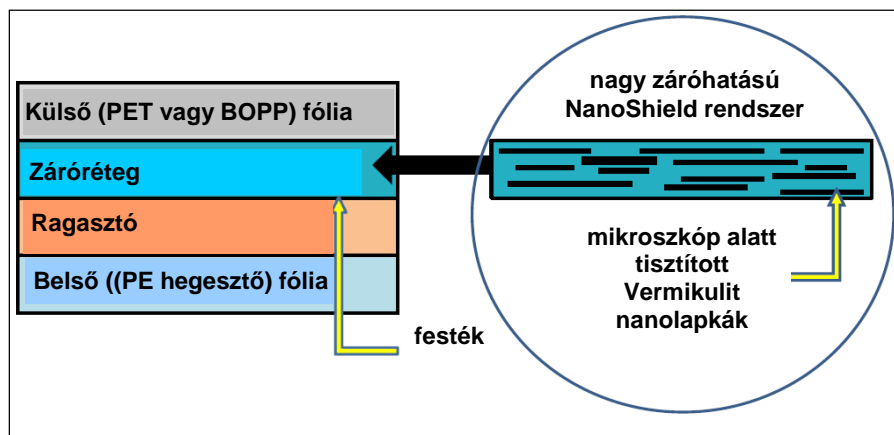 Külső (PET vagy BOPP) fólia
Záróréteg
Ragasztó
Belső ((PE hegesztő) fólia
festék
nagy záróhatású
NanoShield rendszer
mikroszkóp alatt
tisztított
Vermikulit
nanolapkák